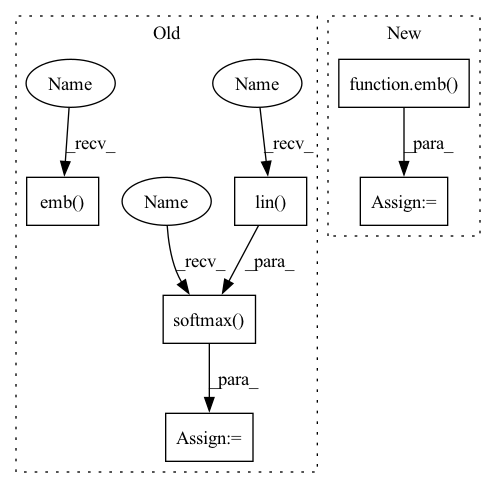 Old
New
Name
Name
function.emb()
_recv_
_recv_
_para_
emb()
Name
lin()
Assign:=
_recv_
_para_
softmax()
_para_
Assign:=